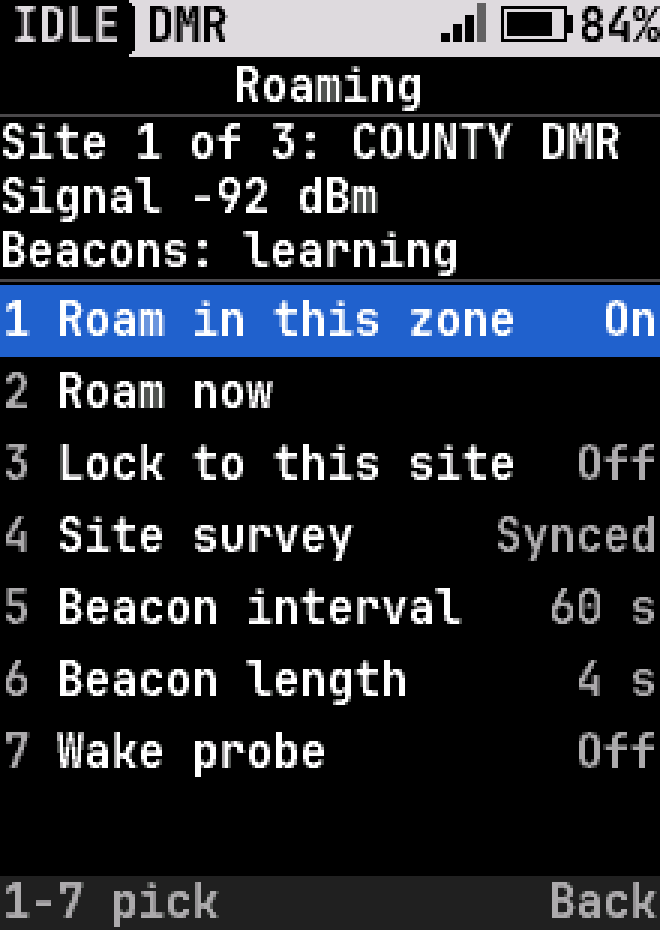 IDLE DMR 84%
Roaming
Site 1 of 3: COUNTY DMR
Signal -92 dBm
Beacons: learning
1 Roam in this zone On
2 Roam now
3 Lock to this site Off
4 Site survey Synced
5 Beacon interval 60 s
6 Beacon length 4 s
7 Wake probe Off
1-7 pick Back